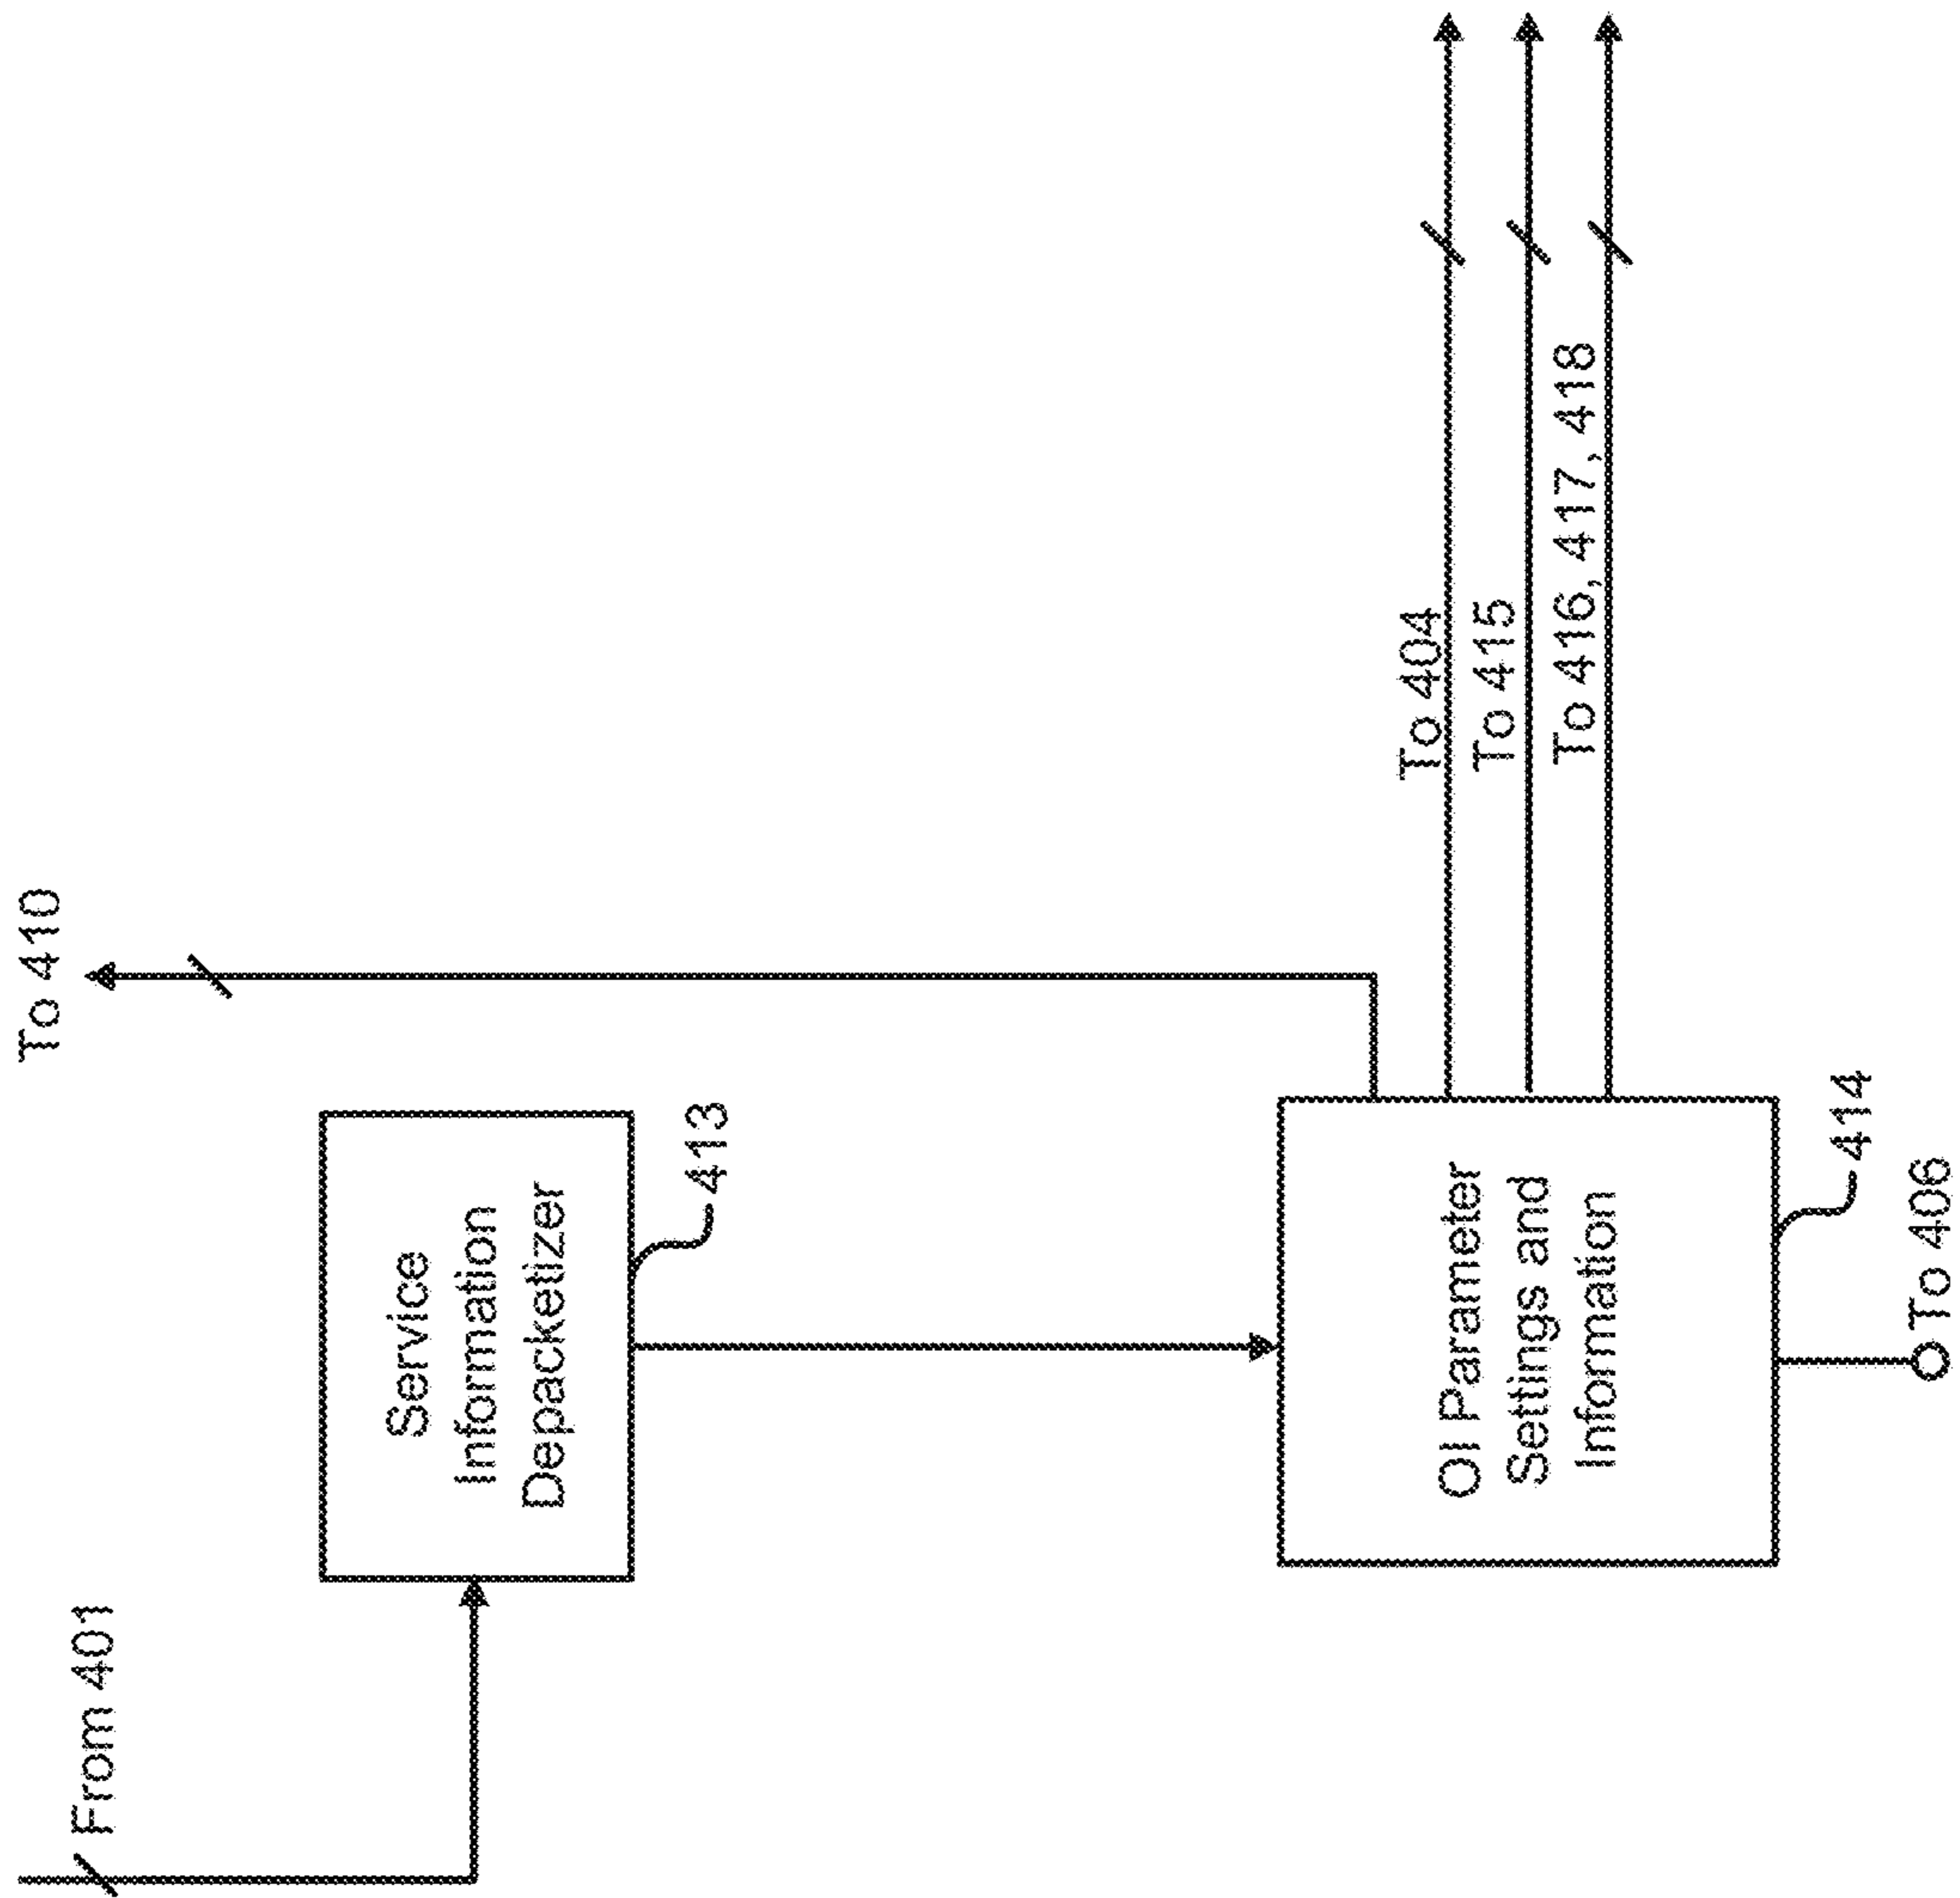 From 401
To 410
Service
Information
Depacketizer
413
To 404
To 415
To 416, 417, 418
OI Parameter
Settings and
Information
414
To 406